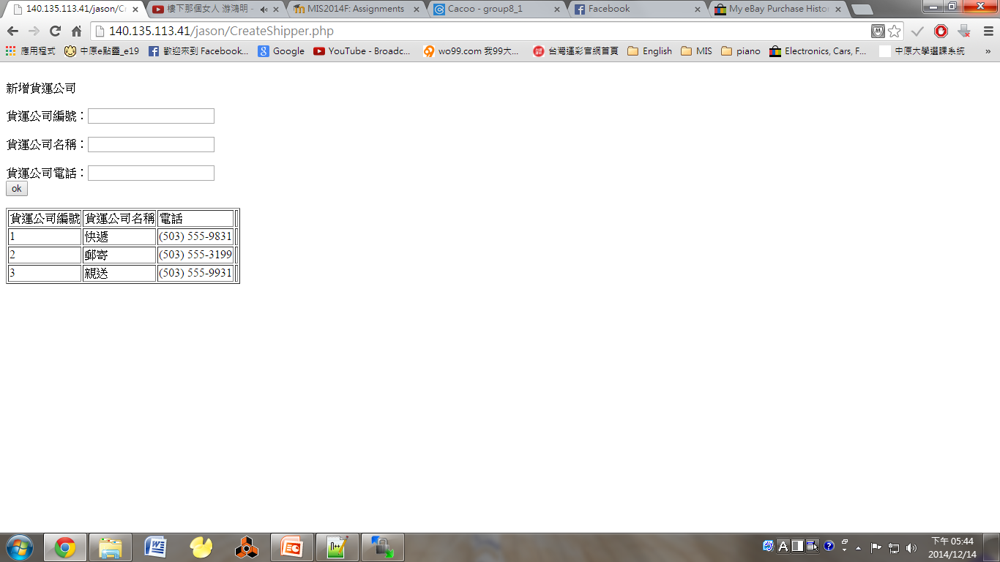 140.135.113.41/jason/Cr
樓下那個女人 游鴻明 -
MIS2014F: Assignments
Cacoo - group8_1
Facebook
My eBay Purchase Histor
140.135.113.41/jason/CreateShipper.php
應用程式
中原e點靈_e19
歡迎來到 Facebook...
Google
YouTube - Broadc...
wo99.com 我99大...
台灣運彩官網首頁
English
MIS
piano
Electronics, Cars, F...
中原大學選課系統
»
新增貨運公司
貨運公司編號：
貨運公司名稱：
貨運公司電話：
ok
貨運公司編號 貨運公司名稱 電話
1 快遞 (503) 555-9831
2 郵寄 (503) 555-3199
3 親送 (503) 555-9931
下午 05:44
2014/12/14